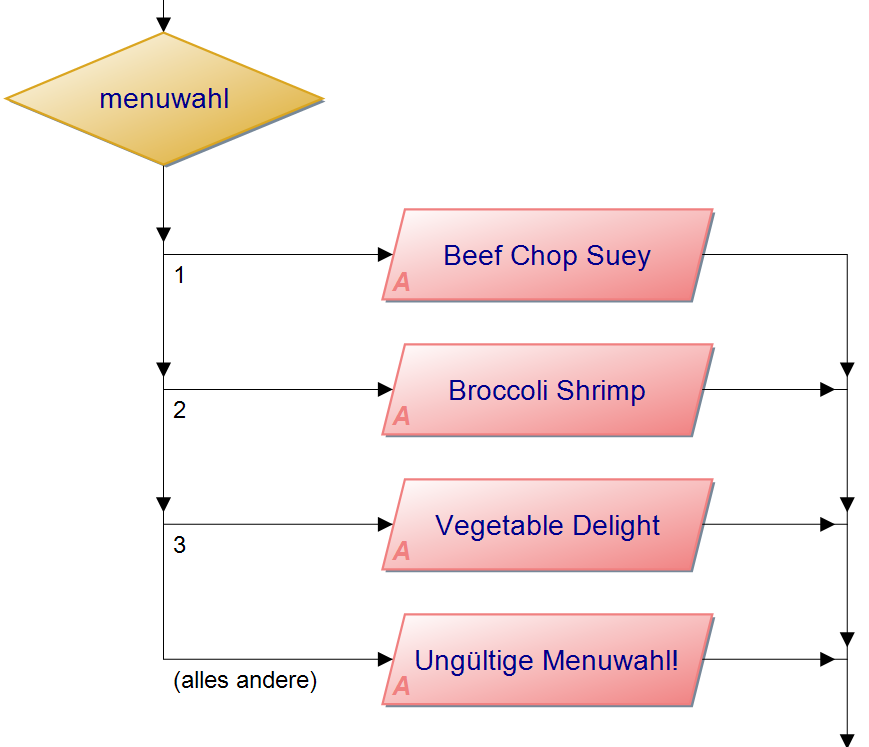 menuwahl
Beef Chop Suey
A
1
Broccoli Shrimp
A
2
Vegetable Delight
A
3
Ungültige Menuwahl!
A
(alles andere)